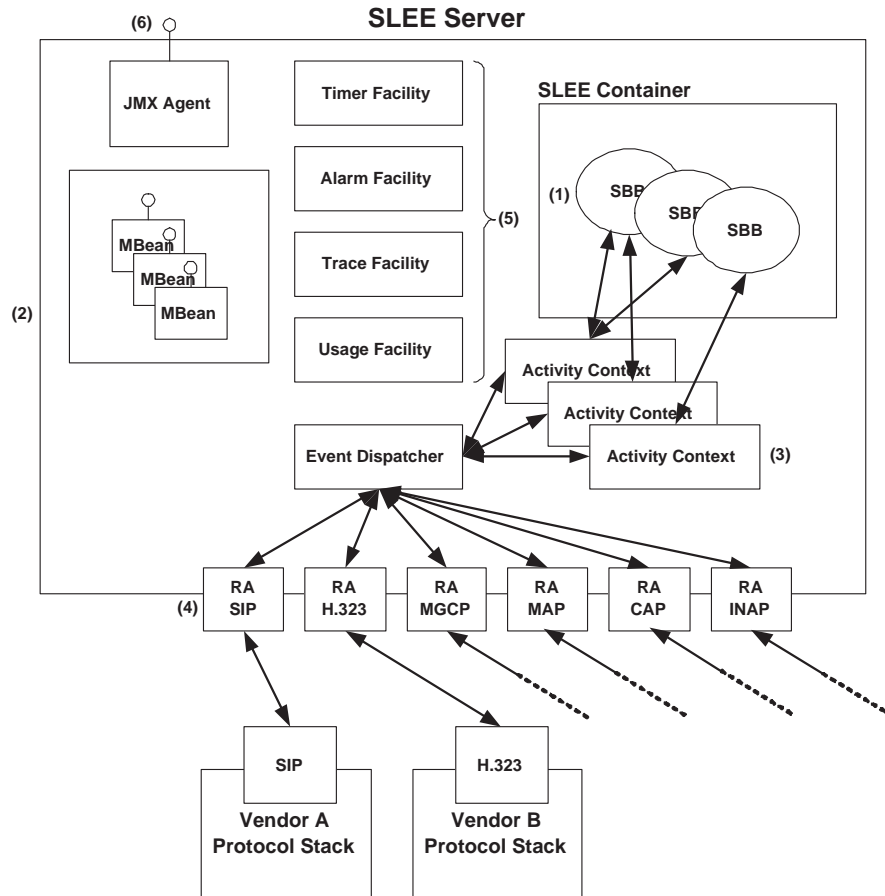 SLEE Server
(6)
JMX Agent
Timer Facility
SLEE Container
Alarm Facility
(1)
SBB
SBB
SBB
(5)
MBean
MBean
MBean
Trace Facility
(2)
Usage Facility
Activity Context
Activity Context
Activity Context
(3)
Event Dispatcher
(4)
RA
SIP
RA
H.323
RA
MGCP
RA
MAP
RA
CAP
RA
INAP
SIP
H.323
Vendor A
Protocol Stack
Vendor B
Protocol Stack